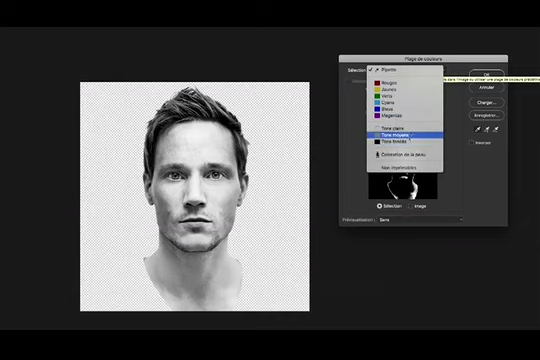 Plage de couleurs
Sélection
Pipette
OK
Rouges
Annuler
Jaunes
Verts
Cyans
Charger...
Bleus
Magentas
Enregistrer...
Tons clairs
Tons moyens
Tons foncés
Inverser
Coloration de la peau
Non imprimables
Sélection
Image
Prévisualisation :
Sans